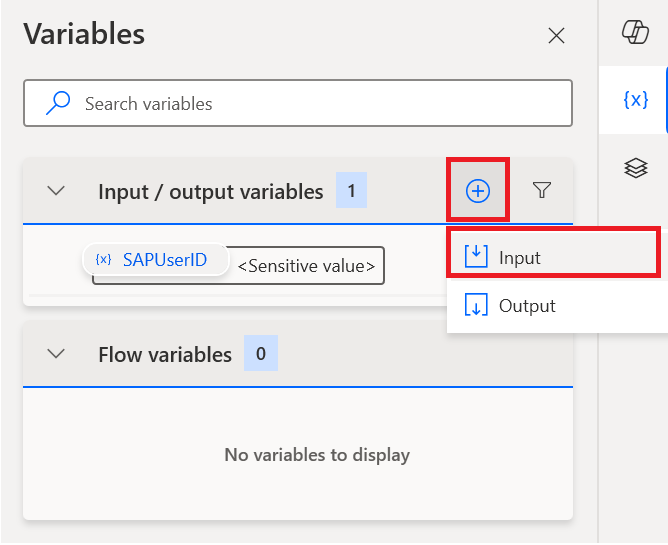 Variables
{x}
Search variables
Input / output variables 1
Input
{x} SAPUserID <Sensitive value>
Output
Flow variables 0
No variables to display